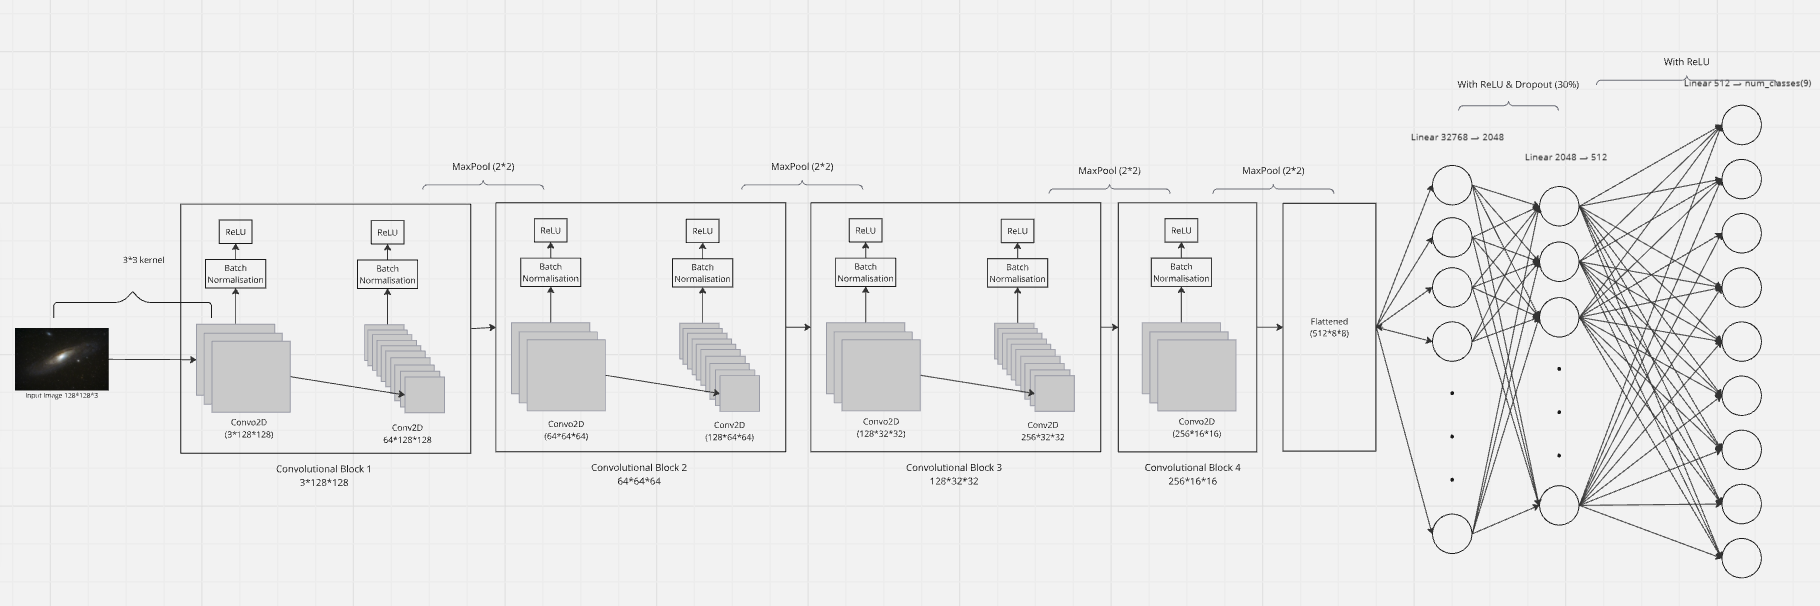 3*3 kernel
Input Image 128*128*3
ReLU
Batch
Normalisation
Convo2D
(3*128*128)
ReLU
Batch
Normalisation
Conv2D
64*128*128
Convolutional Block 1
3*128*128
MaxPool (2*2)
ReLU
Batch
Normalisation
Convo2D
(64*64*64)
ReLU
Batch
Normalisation
Conv2D
(128*64*64)
Convolutional Block 2
64*64*64
MaxPool (2*2)
ReLU
Batch
Normalisation
Convo2D
(128*32*32)
ReLU
Batch
Normalisation
Conv2D
256*32*32
Convolutional Block 3
128*32*32
MaxPool (2*2)
ReLU
Batch
Normalisation
Convo2D
(256*16*16)
Convolutional Block 4
256*16*16
MaxPool (2*2)
Flattened
(512*8*8)
Linear 32768 → 2048
With ReLU & Dropout (30%)
Linear 2048 → 512
With ReLU
Linear 512 → num_classes(9)